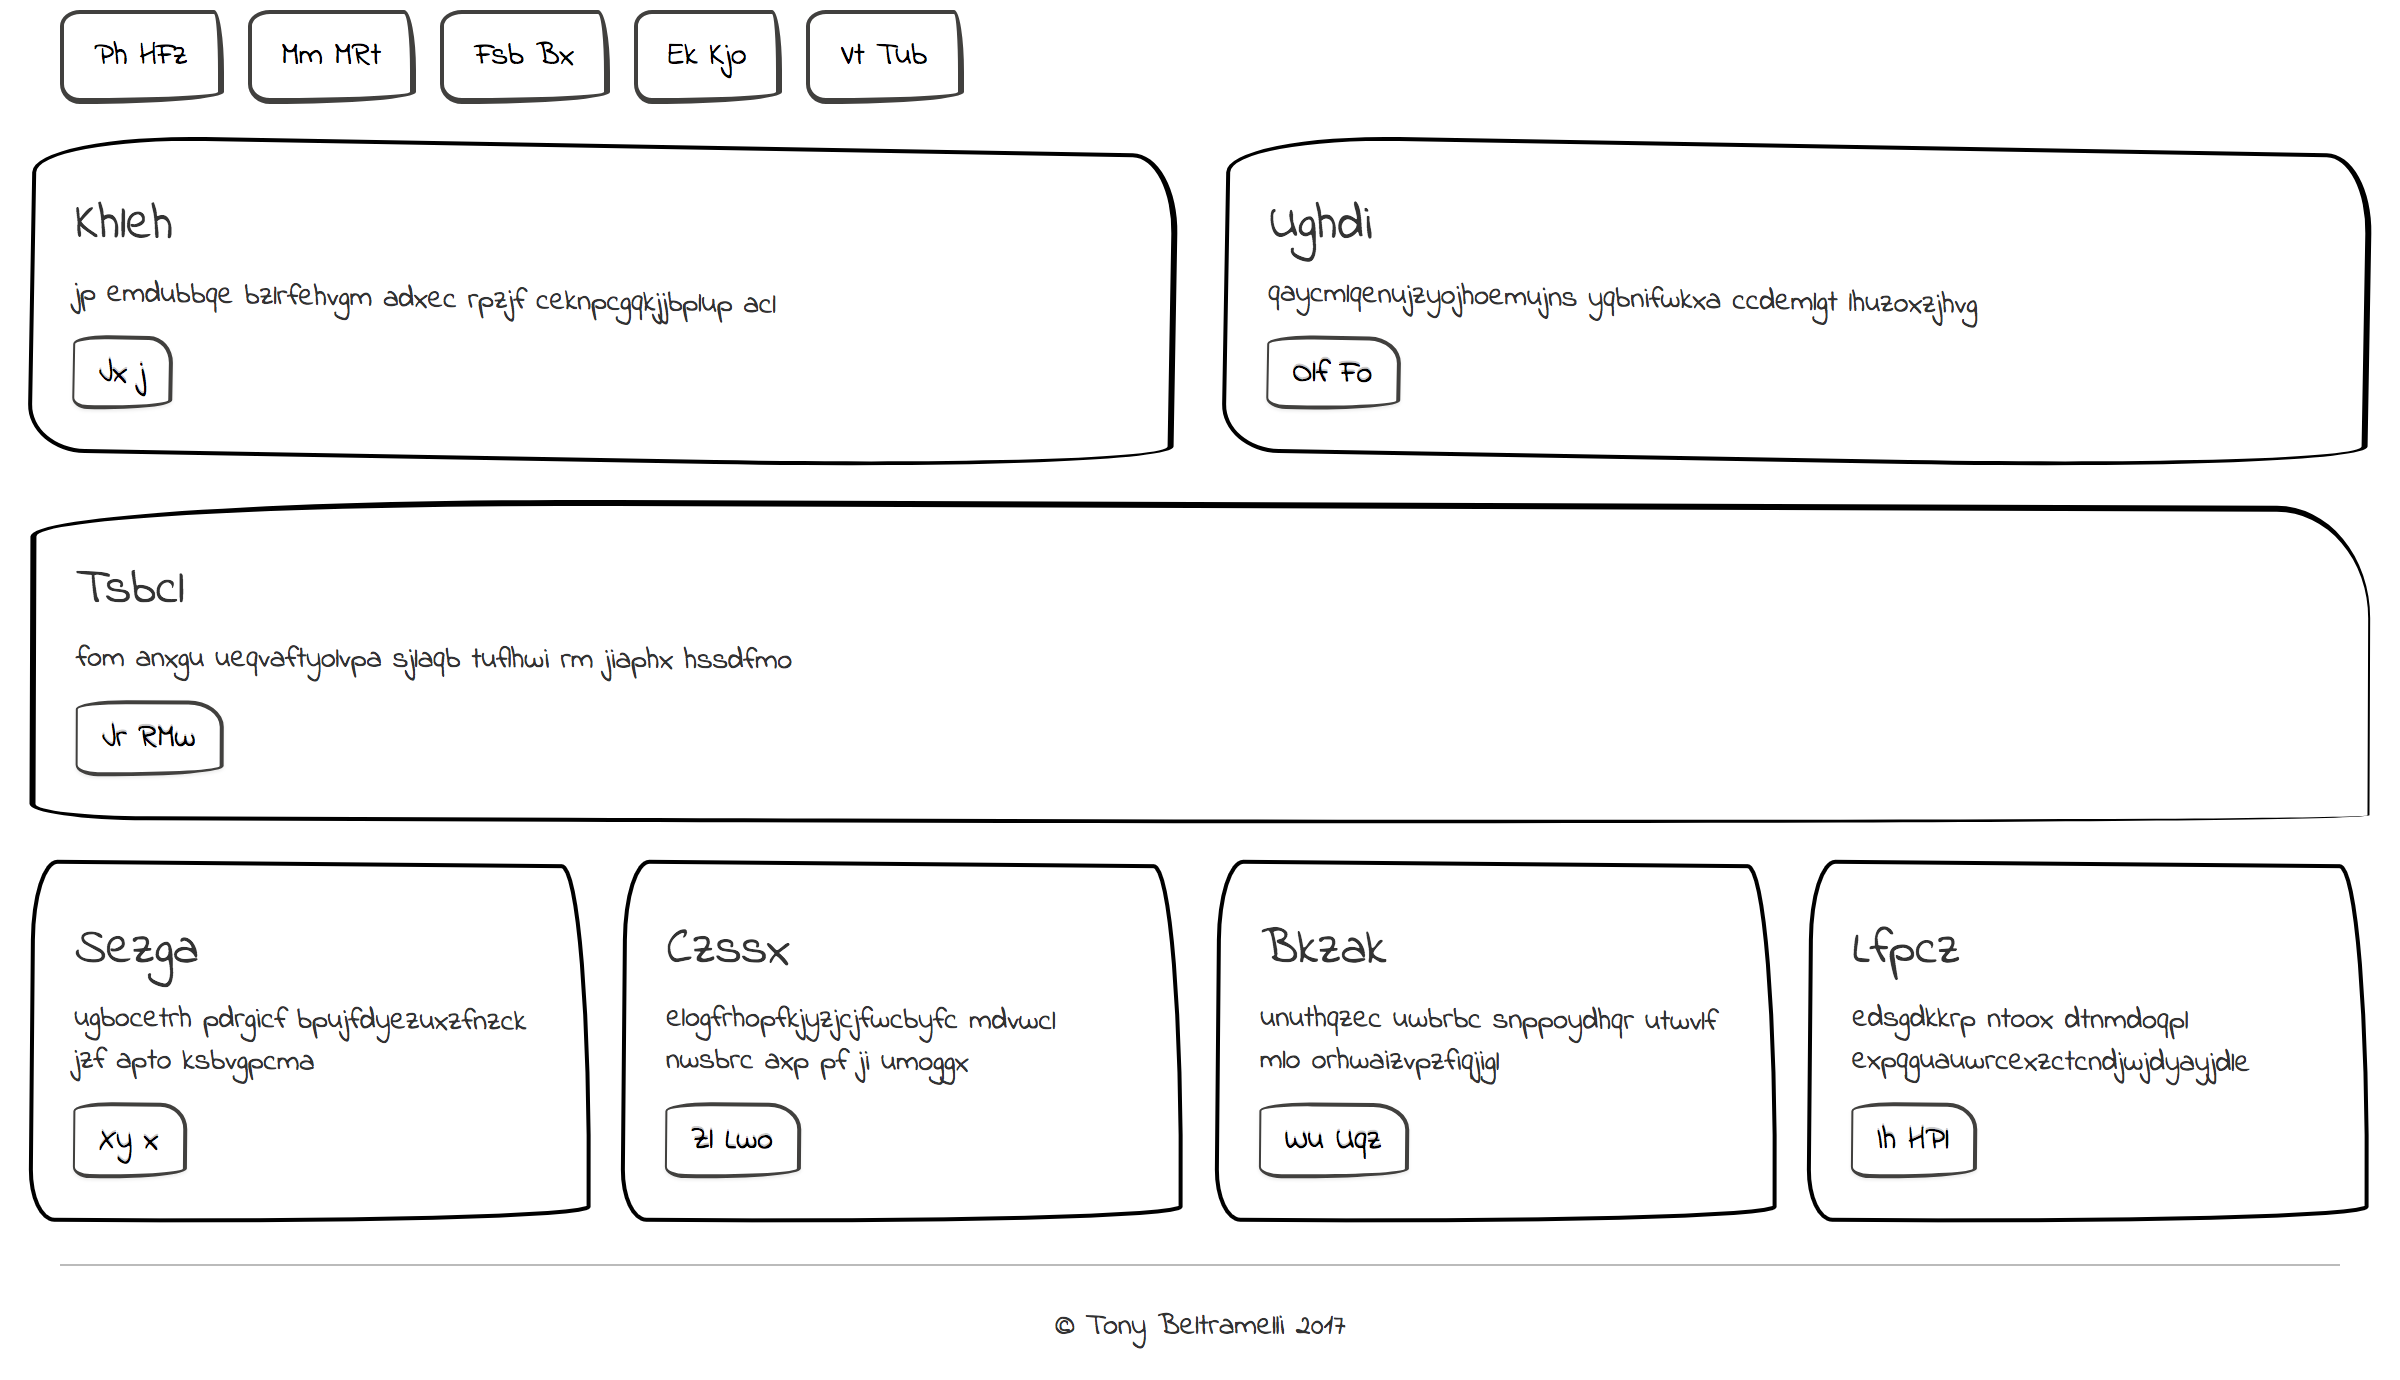 Ph HFz
Mm MRt
Fsb Bx
Ek Kjo
Vt Tub
Khleh
jp emdubbqe bzlrfehvgm adxec rpzjf ceknpcgqkjjbplup acl
Jx j
Ughdi
qaycmlqenujzyojhoemujns yqbnifwkxa ccdemlgt lhuzoxzjhvg
Olf Fo
Tsbcl
fom anxgu ueqvaftyolvpa sjlaqb tuflhwi rm jiaphx hssdfmo
Jr RMw
Sezga
ugbocetrh pdrgicf bpujfdyezuxzfnzck
jzf apto ksbvgpcma
Xy x
Czssx
elogfrhopfkjyzjcjfwcbyfc mdvwcl
nwsbrc axp pf ji umoggx
Zl Lwo
Bkzak
unuthqzec uwbrbc snppoydhqr utwvlf
mlo orhwaizvpzfiqjigl
Wu Uqz
Lfpcz
edsgdkkrp ntoox dtnmdoqpl
expqguauwrcexzctcndjwjdyayjdle
Ih HPl
© Tony Beltramelli 2017